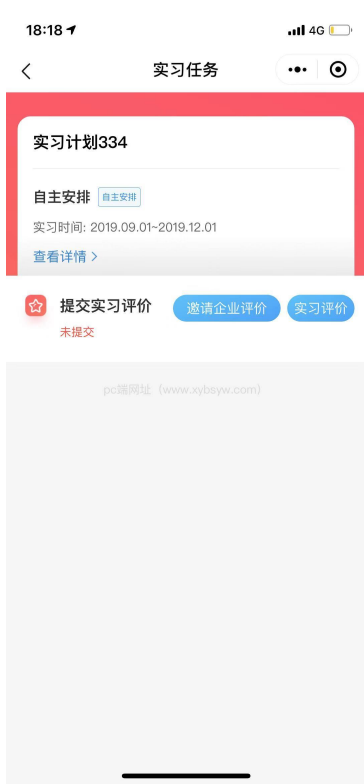 18:18 4G
实习任务
实习计划334
自主安排 自主安排
实习时间: 2019.09.01~2019.12.01
查看详情
提交实习评价 邀请企业评价 实习评价
未提交
pc端网址（www.xybsyw.com）